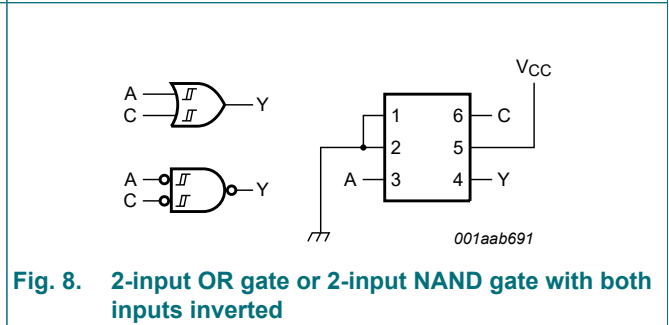 A
C
Y
A
C
Y
VCC
1
2
A
3
6
C
5
4
Y
001aab691
Fig. 8. 2-input OR gate or 2-input NAND gate with both
inputs inverted